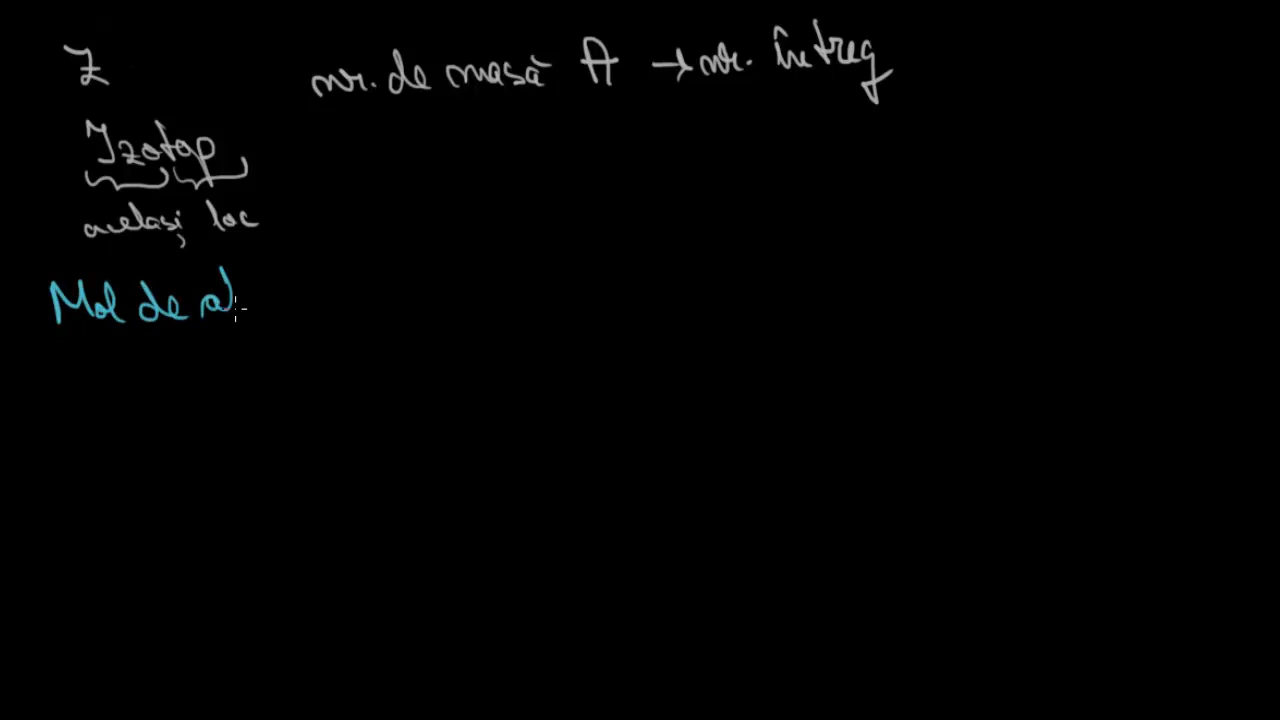 Z nr. de masă A → nr. întreg
Izotop
același loc
Mol de